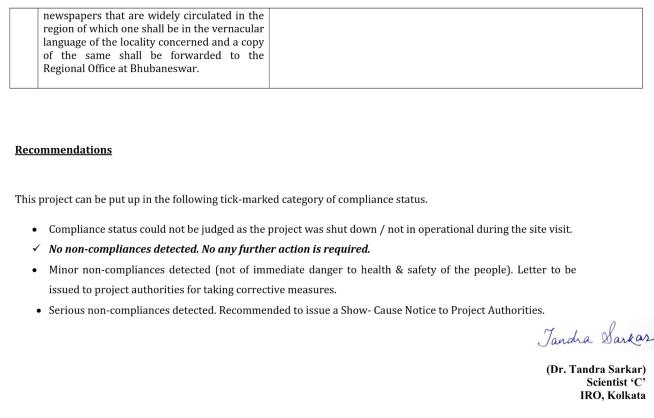 newspapers that are widely circulated in the
region of which one shall be in the vernacular
language of the locality concerned and a copy
of the same shall be forwarded to the
Regional Office at Bhubaneswar.
Recommendations
This project can be put up in the following tick-marked category of compliance status.
• Compliance status could not be judged as the project was shut down / not in operational during the site visit.
✓ No non-compliances detected. No any further action is required.
• Minor non-compliances detected (not of immediate danger to health & safety of the people). Letter to be
issued to project authorities for taking corrective measures.
• Serious non-compliances detected. Recommended to issue a Show- Cause Notice to Project Authorities.
Tandra Sarkar
(Dr. Tandra Sarkar)
Scientist ‘C’
IRO, Kolkata